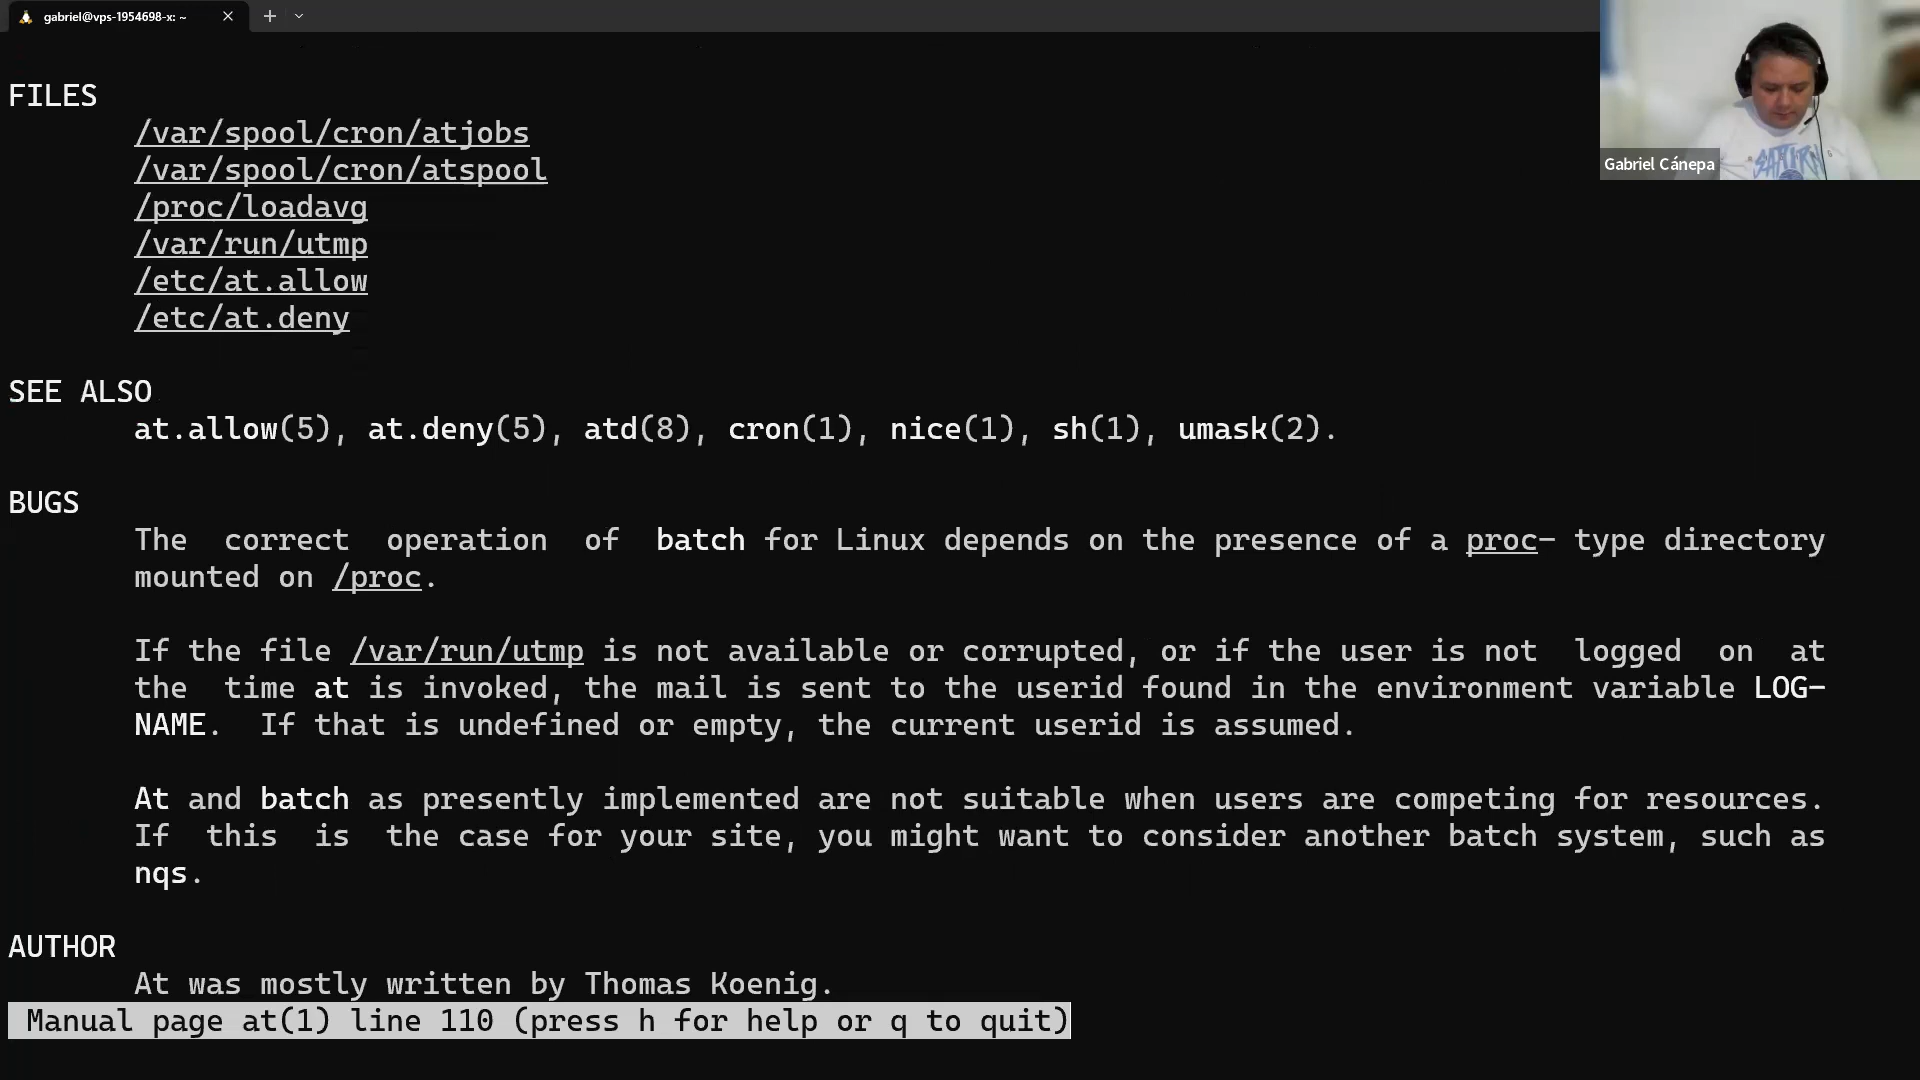 gabriel@vps-1954698-x: ~
FILES
/var/spool/cron/atjobs
/var/spool/cron/atspool
/proc/loadavg
/var/run/utmp
/etc/at.allow
/etc/at.deny
SEE ALSO
at.allow(5), at.deny(5), atd(8), cron(1), nice(1), sh(1), umask(2).
BUGS
The correct operation of batch for Linux depends on the presence of a proc- type directory
mounted on /proc.
If the file /var/run/utmp is not available or corrupted, or if the user is not logged on at
the time at is invoked, the mail is sent to the userid found in the environment variable LOG-
NAME. If that is undefined or empty, the current userid is assumed.
At and batch as presently implemented are not suitable when users are competing for resources.
If this is the case for your site, you might want to consider another batch system, such as
nqs.
AUTHOR
At was mostly written by Thomas Koenig.
Manual page at(1) line 110 (press h for help or q to quit)
Gabriel Cánepa